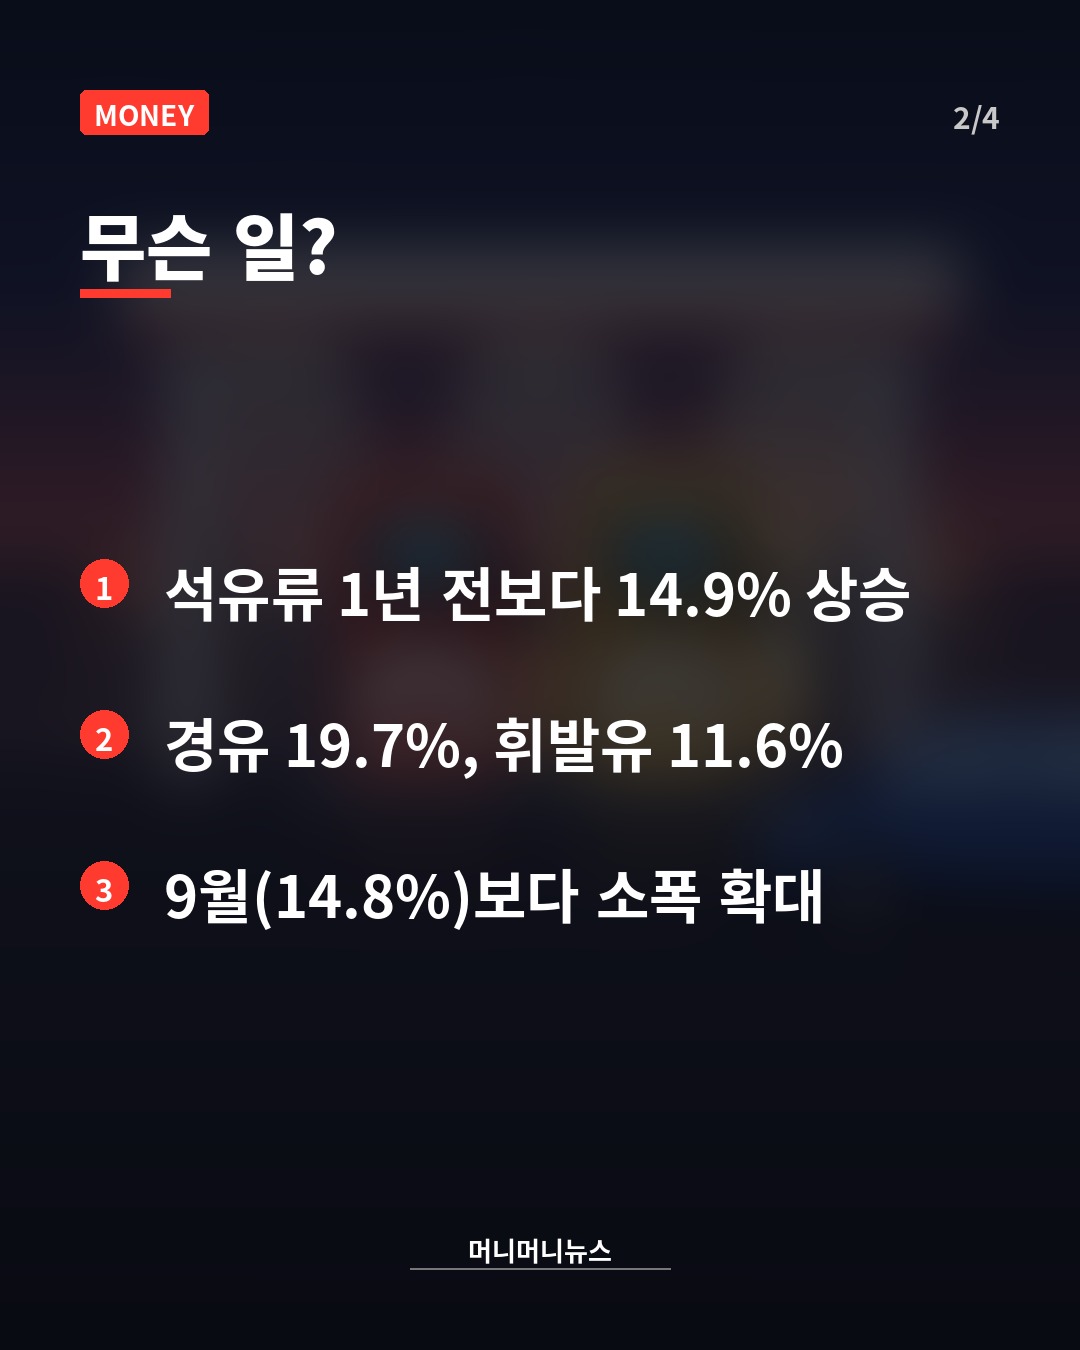 MONEY
2/4
무슨 일?
1 석유류 1년 전보다 14.9% 상승
2 경유 19.7%, 휘발유 11.6%
3 9월(14.8%)보다 소폭 확대
머니머니뉴스